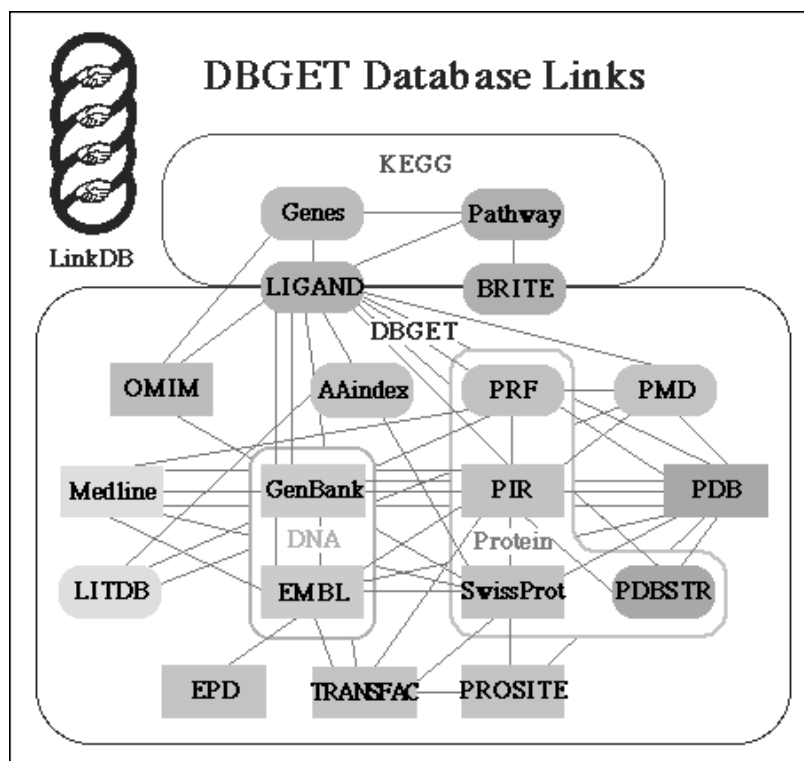 DBGET Database Links
LinkDB
KEGG
Genes
Pathway
LIGAND
BRITE
DBGET
OMIM
AAindex
PRF
PMD
Medline
GenBank
PIR
PDB
DNA
Protein
LITDB
EMBL
SwissProt
PDBSTR
EPD
TRANSFAC
PROSITE